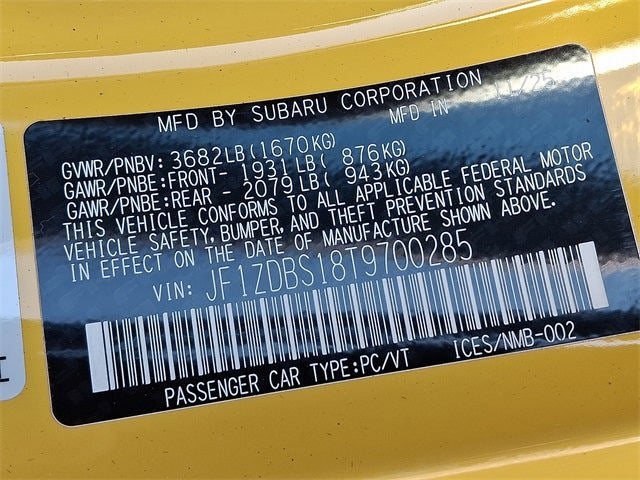 MFD BY SUBARU CORPORATION
MFD IN 11/25
GVWR/PNBV: 3682LB(1670KG)
GAWR/PNBE:FRONT- 1931LB( 876KG)
GAWR/PNBE:REAR - 2079LB( 943KG)
THIS VEHICLE CONFORMS TO ALL APPLICABLE FEDERAL MOTOR
VEHICLE SAFETY, BUMPER, AND THEFT PREVENTION STANDARDS
IN EFFECT ON THE DATE OF MANUFACTURE SHOWN ABOVE.
VIN: JF1ZDBS18T9700285
PASSENGER CAR TYPE:PC/VT ICES/NMB-002
I